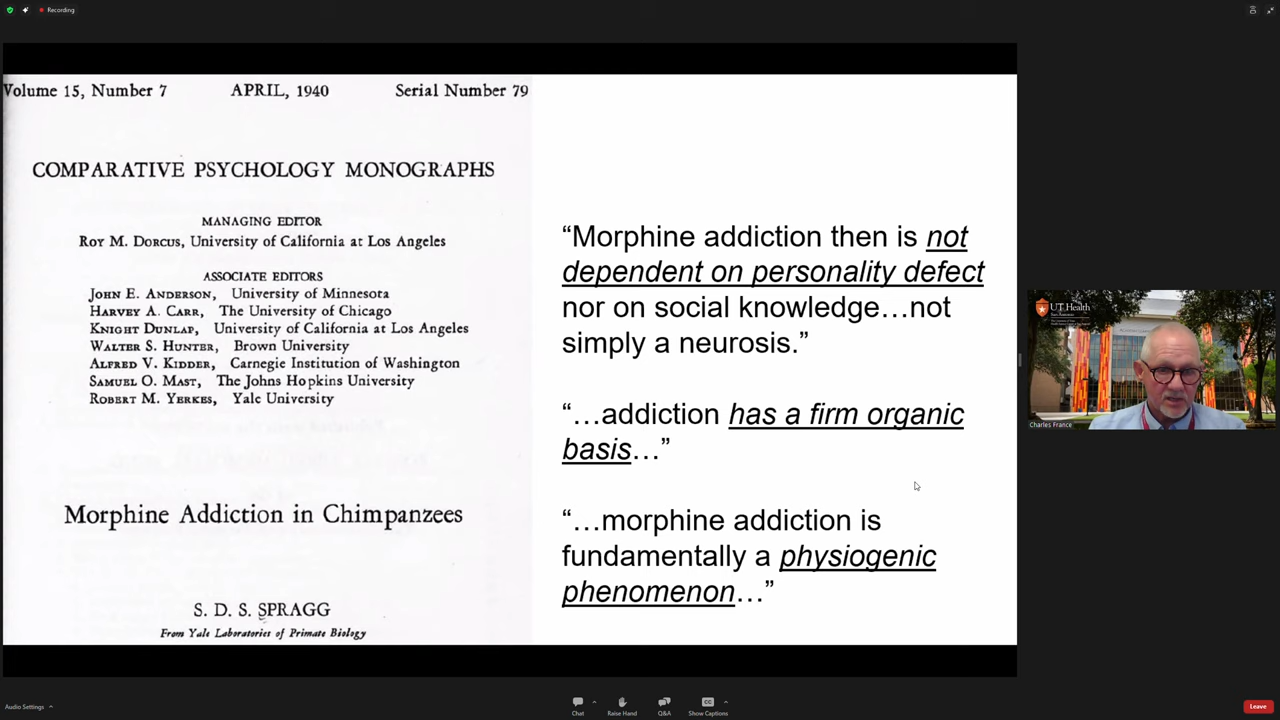 Recording
Volume 15, Number 7 APRIL, 1940 Serial Number 79
COMPARATIVE PSYCHOLOGY MONOGRAPHS
MANAGING EDITOR
ROY M. DORCUS, University of California at Los Angeles
ASSOCIATE EDITORS
JOHN E. ANDERSON, University of Minnesota
HARVEY A. CARR, The University of Chicago
KNIGHT DUNLAP, University of California at Los Angeles
WALTER S. HUNTER, Brown University
ALFRED V. KIDDER, Carnegie Institution of Washington
SAMUEL O. MAST, The Johns Hopkins University
ROBERT M. YERKES, Yale University
Morphine Addiction in Chimpanzees
S. D. S. SPRAGG
From Yale Laboratories of Primate Biology
“Morphine addiction then is not
dependent on personality defect
nor on social knowledge…not
simply a neurosis.”
“…addiction has a firm organic
basis…”
“…morphine addiction is
fundamentally a physiogenic
phenomenon…”
UT Health
San Antonio
Charles France
Audio Settings
Chat
Raise Hand
Q&A
CC
Show Captions
Leave